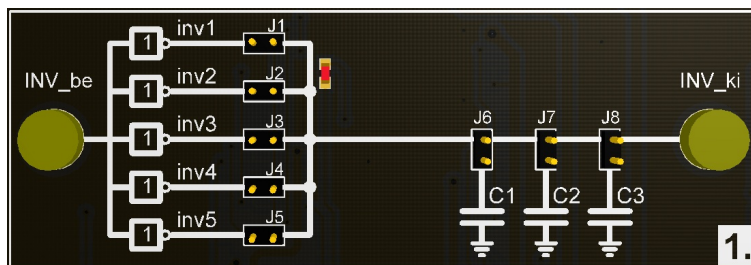 inv1
J1
1
inv2
J2
1
INV_be
INV_ki
inv3
J3
1
J6
J7
J8
inv4
J4
1
C1
C2
C3
inv5
J5
1
1.